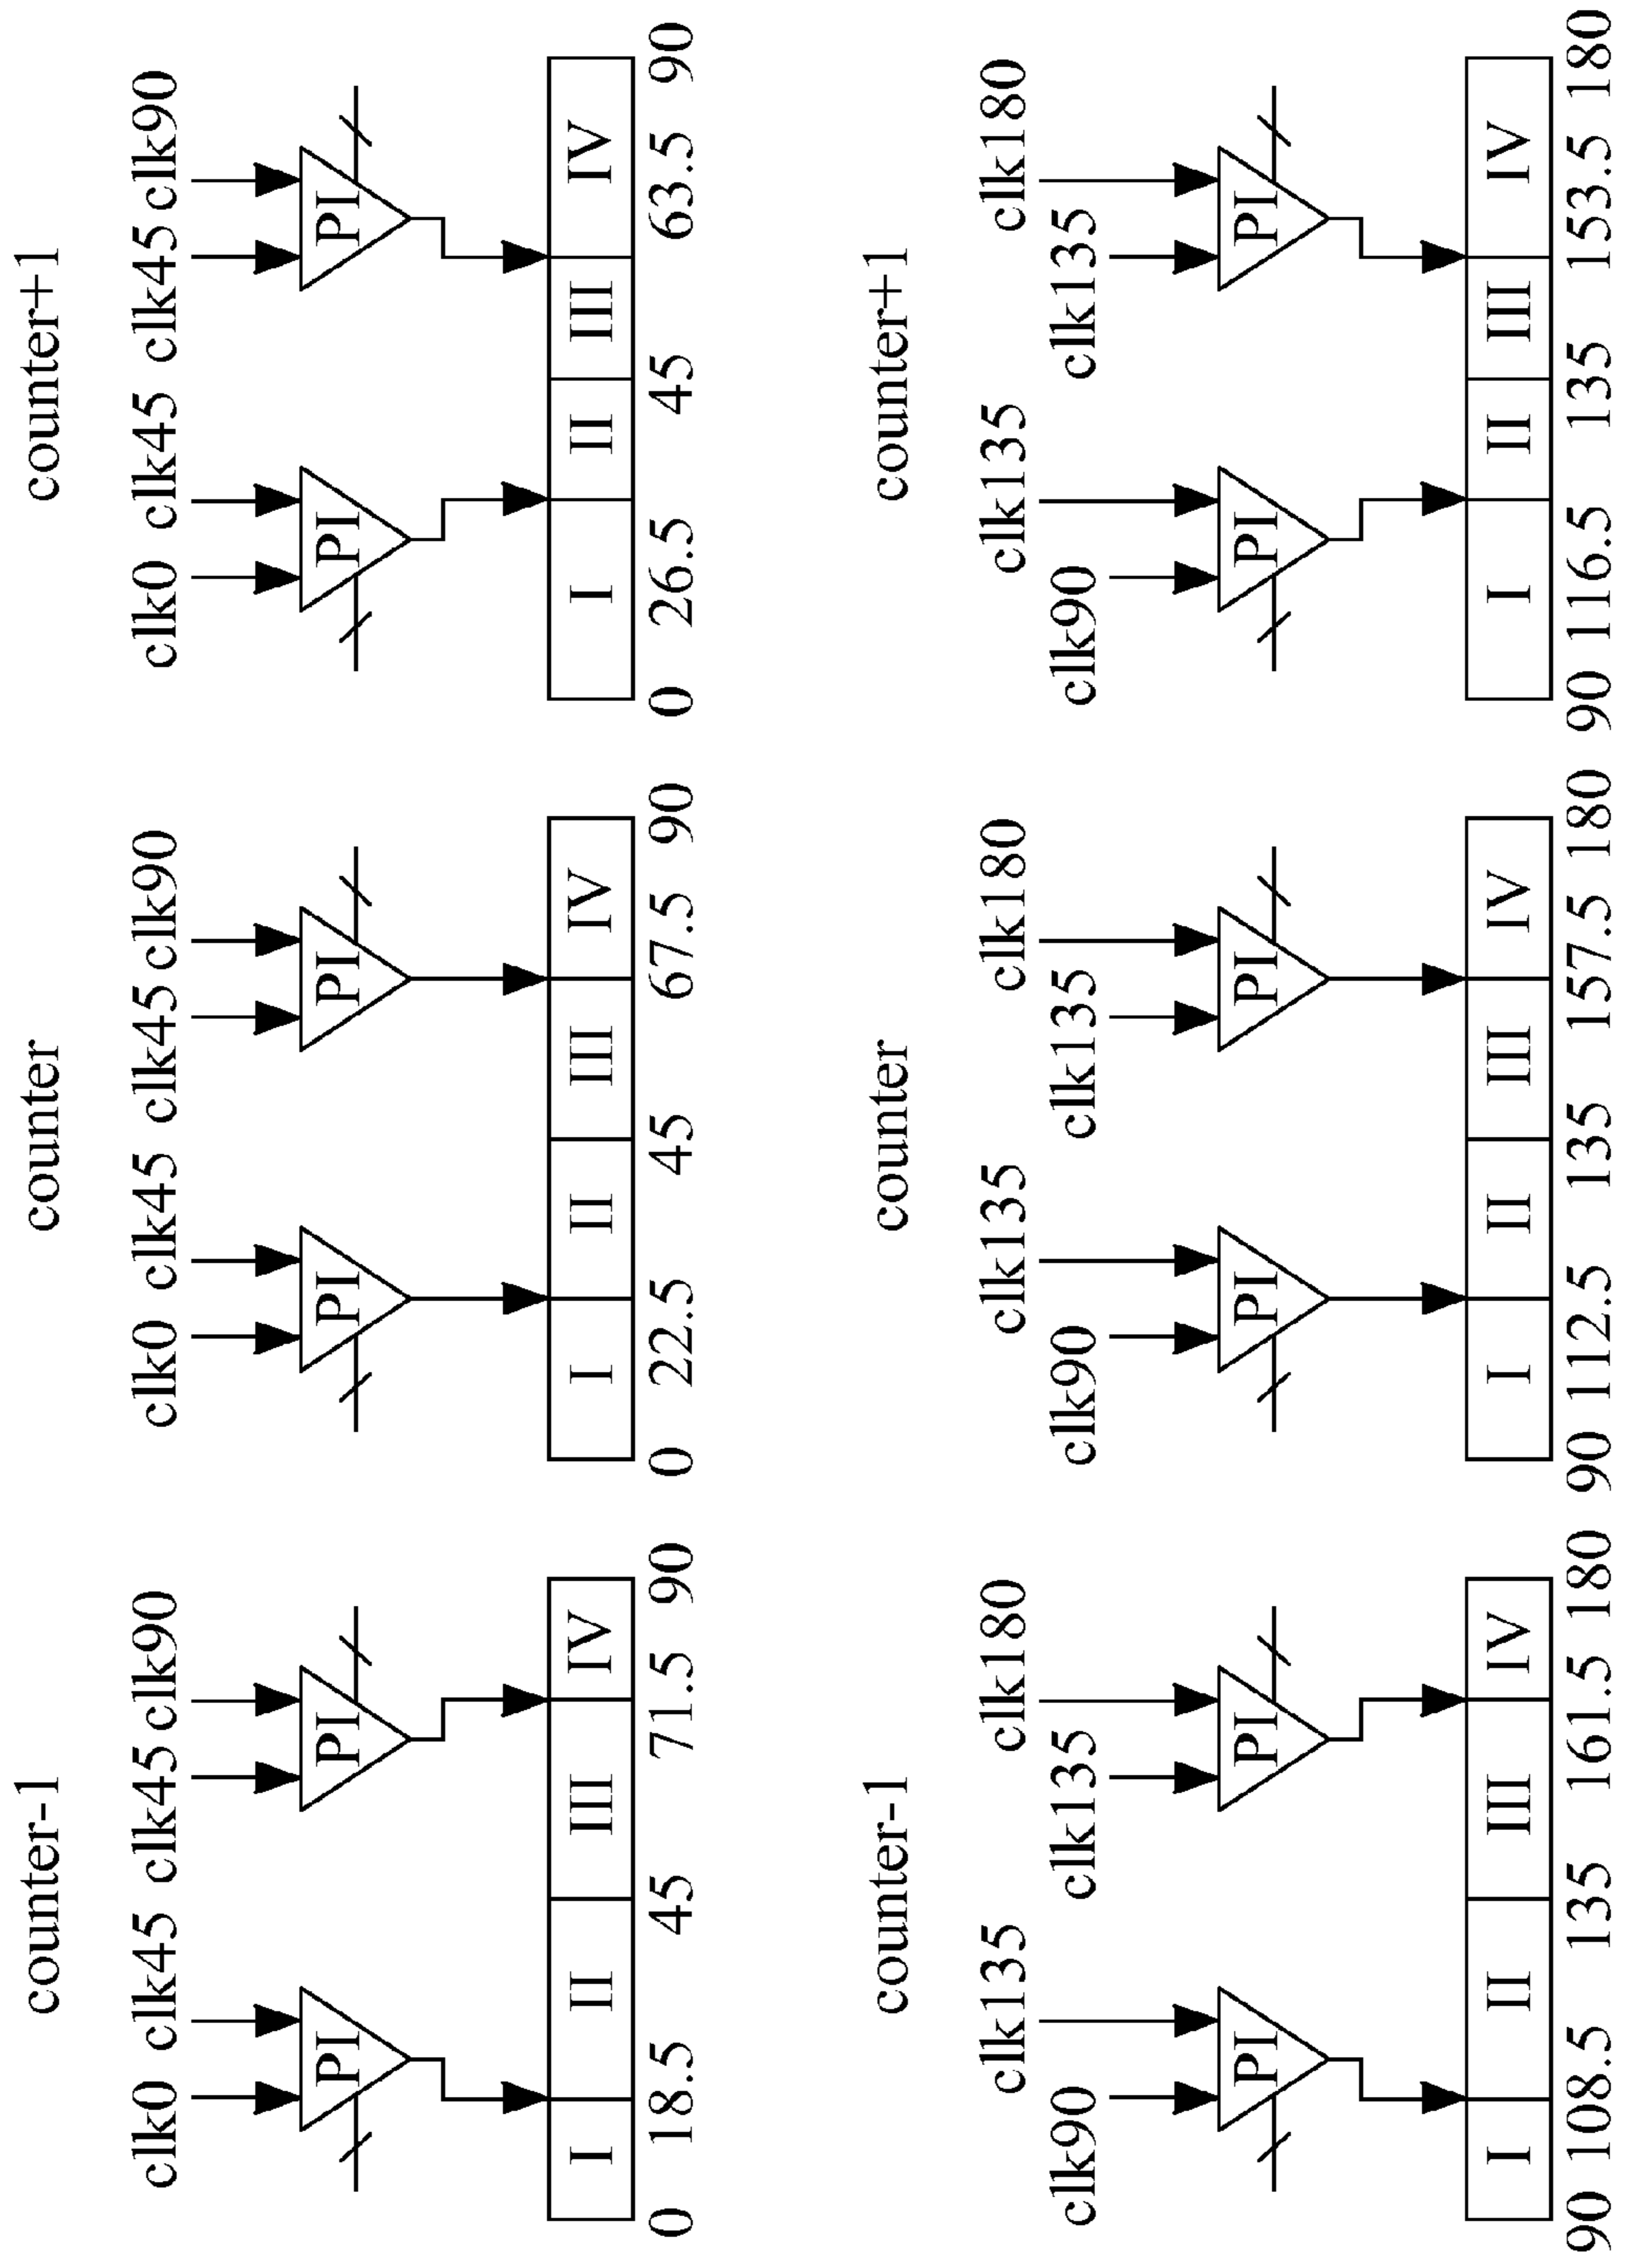 counter-1
counter
counter+1
clk0 clk45 clk45 clk90
clk0 clk45 clk45 clk90
clk0 clk45 clk45 clk90
PI PI PI PI PI PI
I II III IV
I II III IV
I II III IV
0 18.5 45 71.5 90
0 22.5 45 67.5 90
0 26.5 45 63.5 90
counter-1
counter
counter+1
clk135 clk180
clk135 clk180
clk135 clk180
clk90 clk135
clk90 clk135
clk90 clk135
PI PI PI PI PI PI
I II III IV
I II III IV
I II III IV
90 108.5 135 161.5 180
90 112.5 135 157.5 180
90 116.5 135 153.5 180